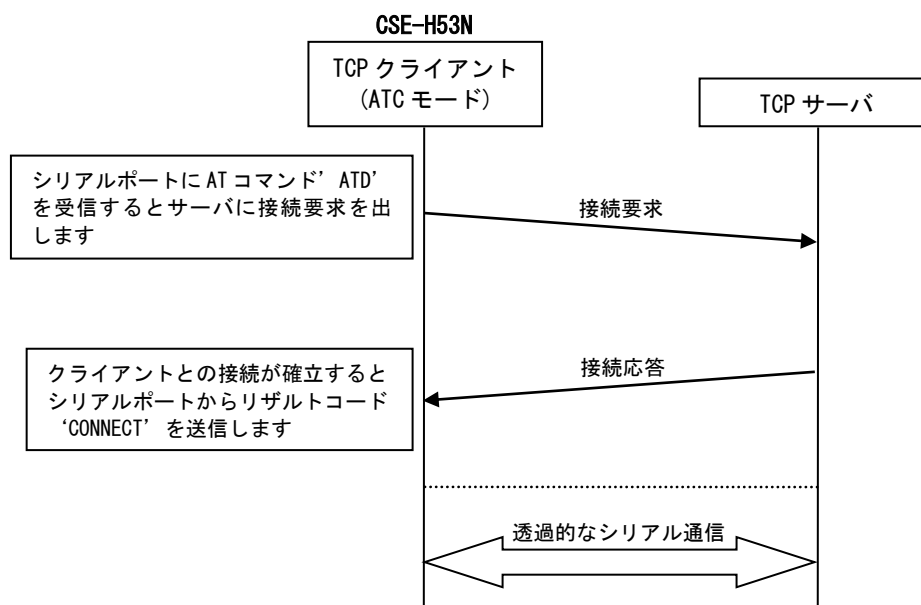 CSE-H53N
TCP クライアント
(ATC モード)
TCP サーバ
シリアルポートに AT コマンド’ATD’
を受信するとサーバに接続要求を出
します
接続要求
接続応答
クライアントとの接続が確立すると
シリアルポートからリザルトコード
‘CONNECT’を送信します
透過的なシリアル通信